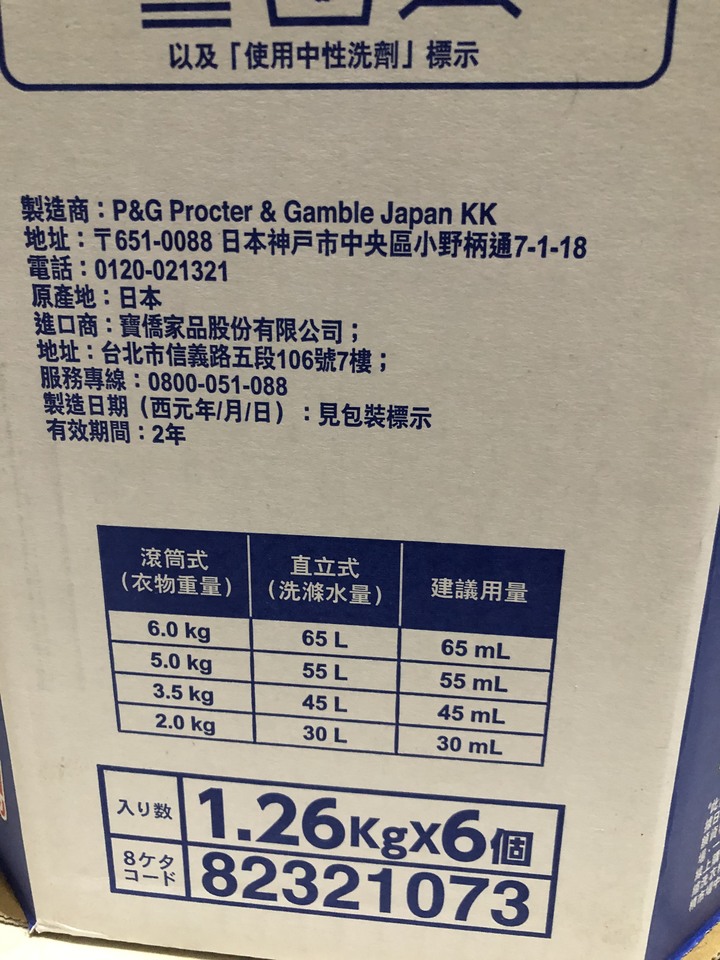 以及「使用中性洗劑」標示
製造商：P&G Procter & Gamble Japan KK
地址：〒651-0088 日本神戶市中央區小野柄通7-1-18
電話：0120-021321
原產地：日本
進口商：寶僑家品股份有限公司；
地址：台北市信義路五段106號7樓；
服務專線：0800-051-088
製造日期（西元年/月/日）：見包裝標示
有效期間：2年
滾筒式
（衣物重量）
直立式
（洗滌水量）
建議用量
6.0 kg 65 L 65 mL
5.0 kg 55 L 55 mL
3.5 kg 45 L 45 mL
2.0 kg 30 L 30 mL
入り数 1.26KgX6個
8ケタ
コード
82321073